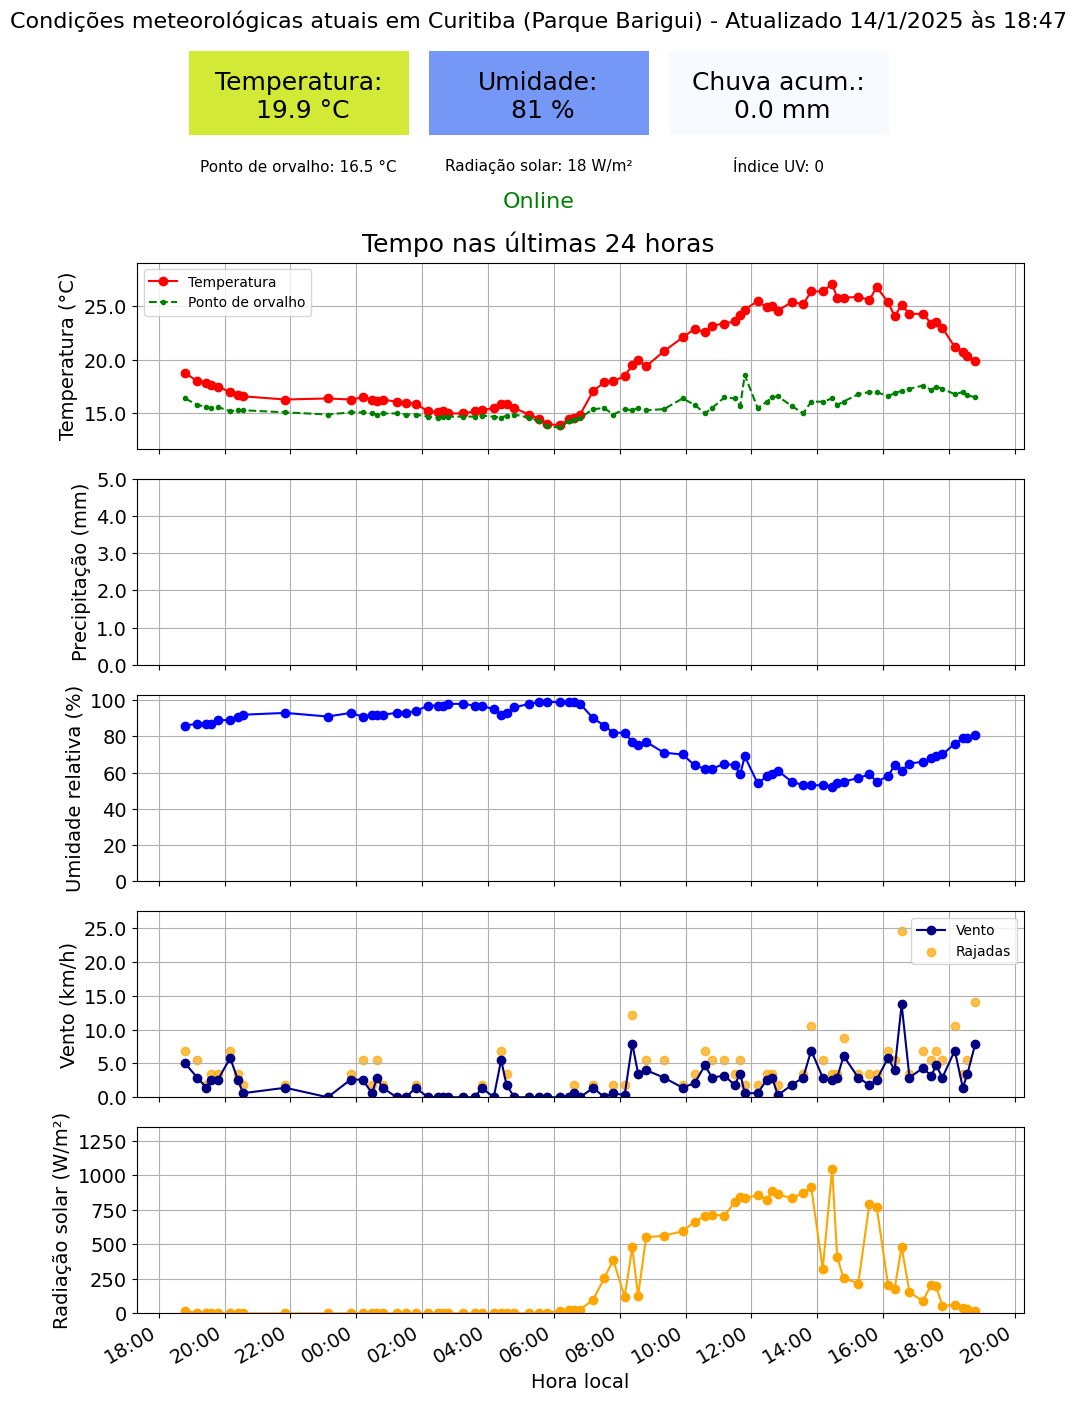 Condições meteorológicas atuais em Curitiba (Parque Barigui) - Atualizado 14/1/2025 às 18:47
Temperatura:
19.9 °C
Umidade:
81 %
Chuva acum.:
0.0 mm
Ponto de orvalho: 16.5 °C
Radiação solar: 18 W/m²
Índice UV: 0
Online
Tempo nas últimas 24 horas
Temperatura (°C)
25.0
20.0
15.0
Temperatura
Ponto de orvalho
Precipitação (mm)
5.0
4.0
3.0
2.0
1.0
0.0
Umidade relativa (%)
100
80
60
40
20
0
Vento (km/h)
25.0
20.0
15.0
10.0
5.0
0.0
Vento
Rajadas
Radiação solar (W/m²)
1250
1000
750
500
250
0
18:00
20:00
22:00
00:00
02:00
04:00
06:00
08:00
10:00
12:00
14:00
16:00
18:00
20:00
Hora local